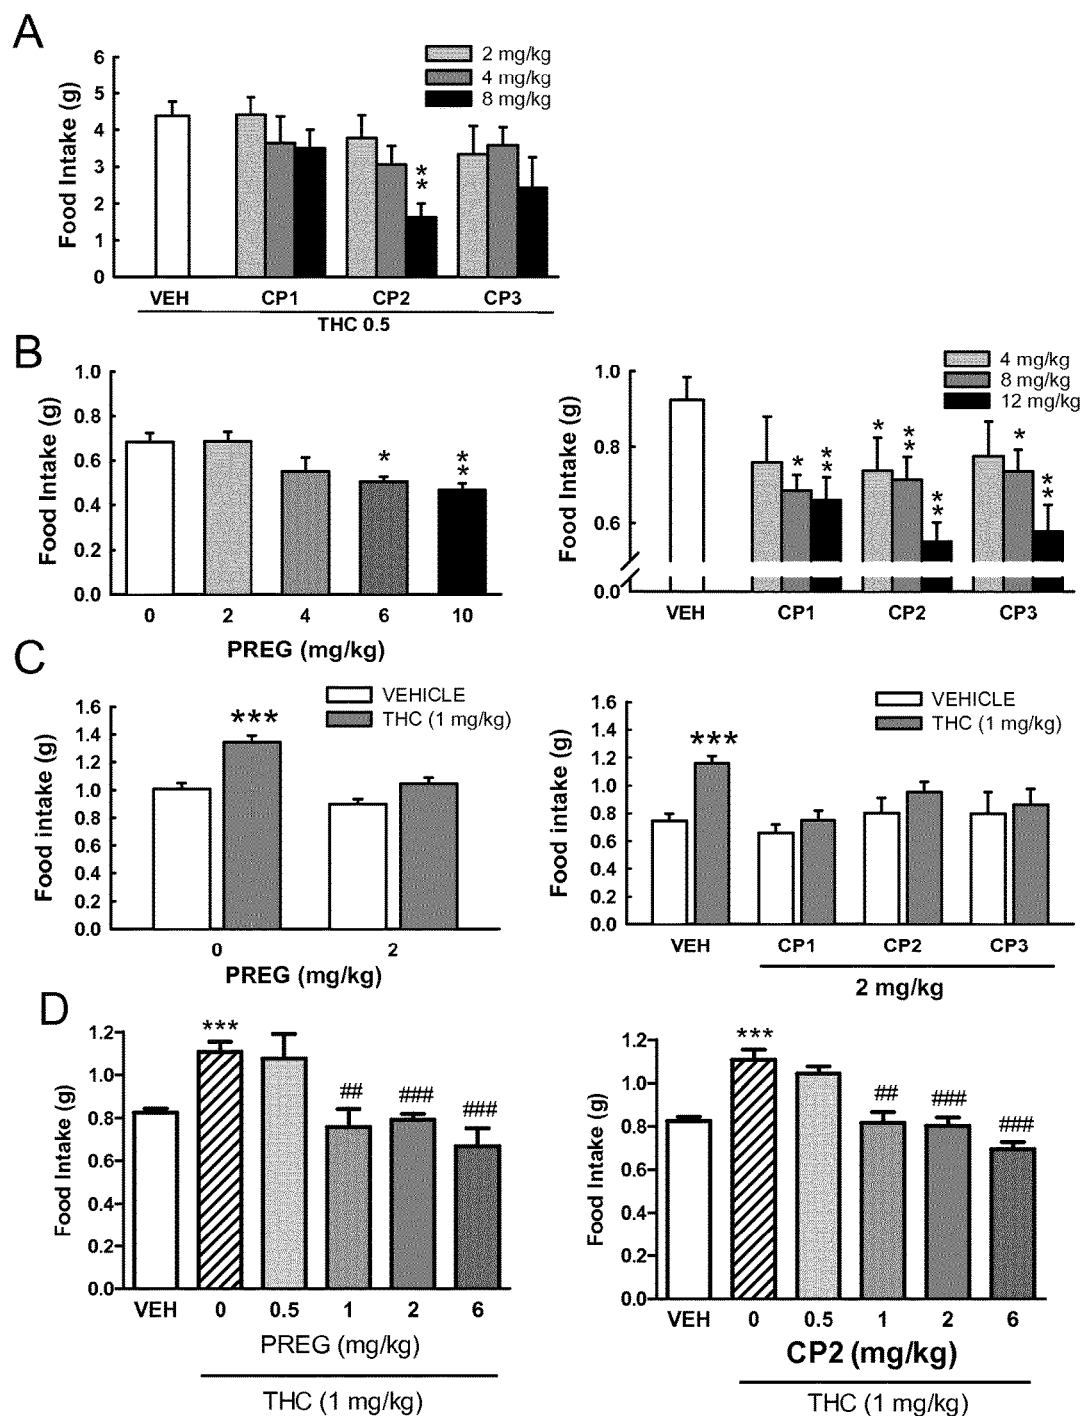 A
2 mg/kg
4 mg/kg
8 mg/kg
Food Intake (g)
6
5
4
3
2
1
0
**
VEH CP1 CP2 CP3
THC 0.5
B
Food Intake (g)
1.0
0.8
0.6
0.4
0.2
0.0
* **
0 2 4 6 10
PREG (mg/kg)
4 mg/kg
8 mg/kg
12 mg/kg
Food Intake (g)
1.0
0.8
0.6
0.0
* ** * ** ** * **
VEH CP1 CP2 CP3
C
VEHICLE
THC (1 mg/kg)
Food intake (g)
1.6
1.4
1.2
1.0
0.8
0.6
0.4
0.2
0.0
***
0 2
PREG (mg/kg)
VEHICLE
THC (1 mg/kg)
Food intake (g)
1.6
1.4
1.2
1.0
0.8
0.6
0.4
0.2
0.0
***
VEH CP1 CP2 CP3
2 mg/kg
D
Food Intake (g)
1.2
1.0
0.8
0.6
0.4
0.2
0.0
*** ## ### ###
VEH 0 0.5 1 2 6
PREG (mg/kg)
THC (1 mg/kg)
Food Intake (g)
1.2
1.0
0.8
0.6
0.4
0.2
0.0
*** ## ### ###
VEH 0 0.5 1 2 6
CP2 (mg/kg)
THC (1 mg/kg)